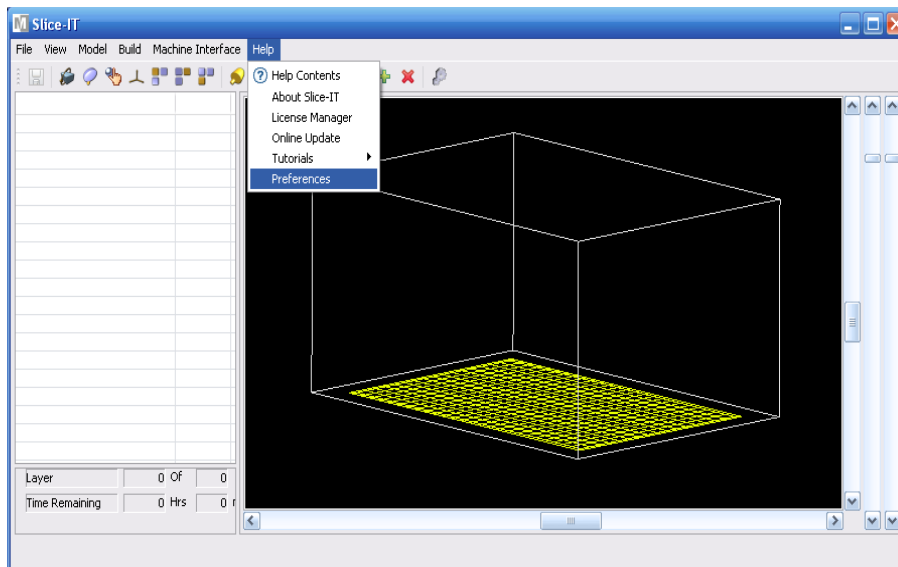 Slice-IT
File View Model Build Machine Interface Help
Help Contents
About Slice-IT
License Manager
Online Update
Tutorials
Preferences
Layer 0 Of 0
Time Remaining 0 Hrs 0